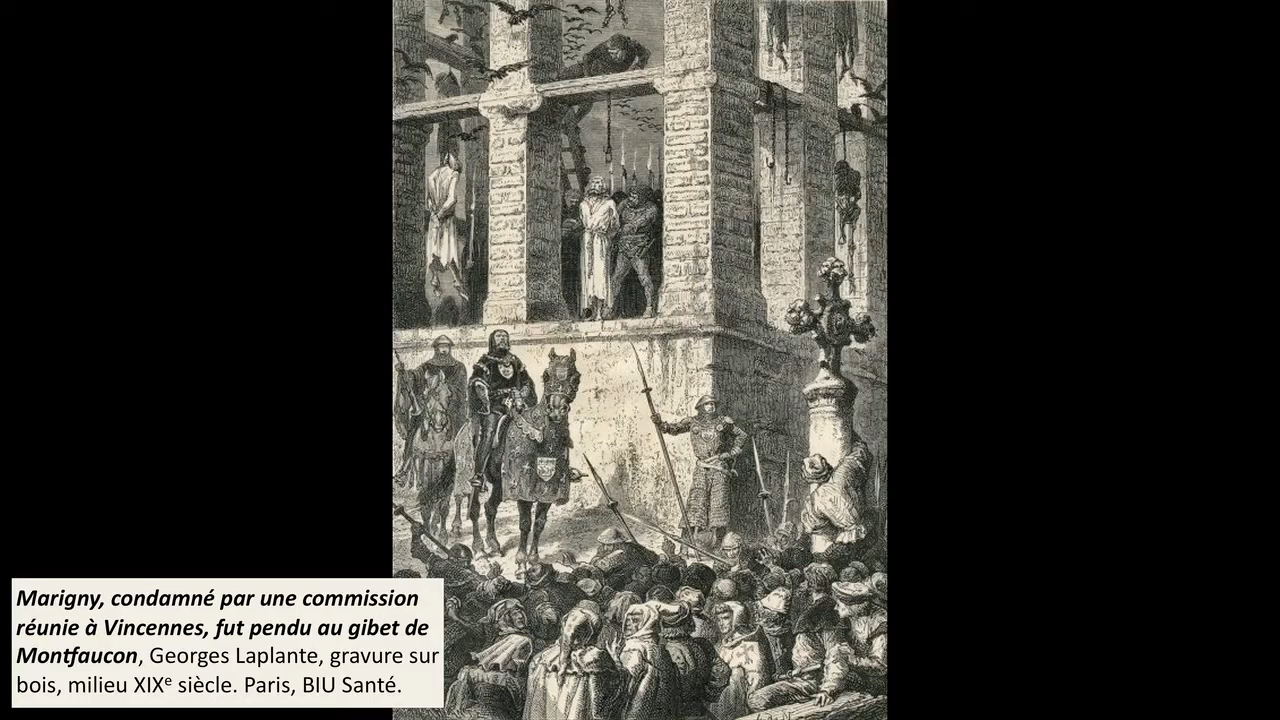 Marigny, condamné par une commission
réunie à Vincennes, fut pendu au gibet de
Montfaucon, Georges Laplante, gravure sur
bois, milieu XIXe siècle. Paris, BIU Santé.